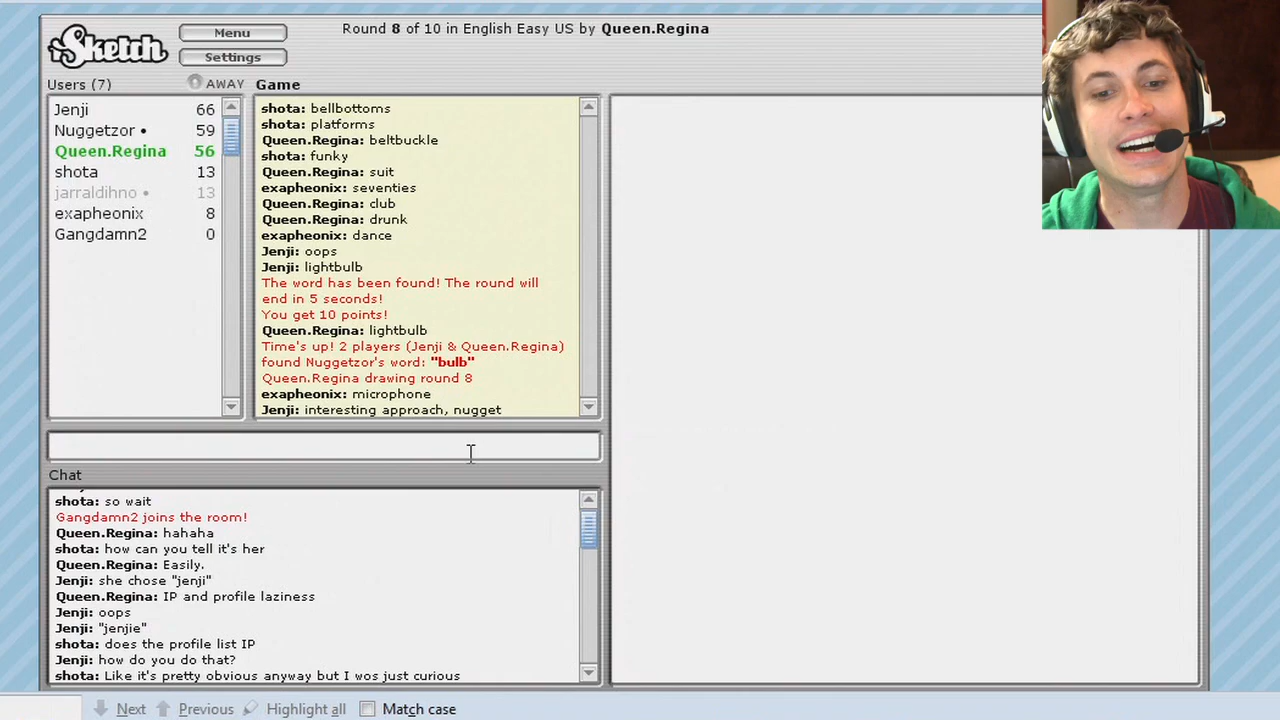 iSketch
Menu
Settings
Round 8 of 10 in English Easy US by Queen.Regina
Users (7)
AWAY
Game
Jenji 66
Nuggetzor • 59
Queen.Regina 56
shota 13
jarraldihno • 13
exapheonix 8
Gangdamn2 0
shota: bellbottoms
shota: platforms
Queen.Regina: beltbuckle
shota: funky
Queen.Regina: suit
exapheonix: seventies
Queen.Regina: club
Queen.Regina: drunk
exapheonix: dance
Jenji: oops
Jenji: lightbulb
The word has been found! The round will
end in 5 seconds!
You get 10 points!
Queen.Regina: lightbulb
Time's up! 2 players (Jenji & Queen.Regina)
found Nuggetzor's word: "bulb"
Queen.Regina drawing round 8
exapheonix: microphone
Jenji: interesting approach, nugget
Chat
shota: so wait
Gangdamn2 joins the room!
Queen.Regina: hahaha
shota: how can you tell it's her
Queen.Regina: Easily.
Jenji: she chose "jenji"
Queen.Regina: IP and profile laziness
Jenji: oops
Jenji: "jenjie"
shota: does the profile list IP
Jenji: how do you do that?
shota: Like it's pretty obvious anyway but I wos just curious
Next Previous Highlight all Match case